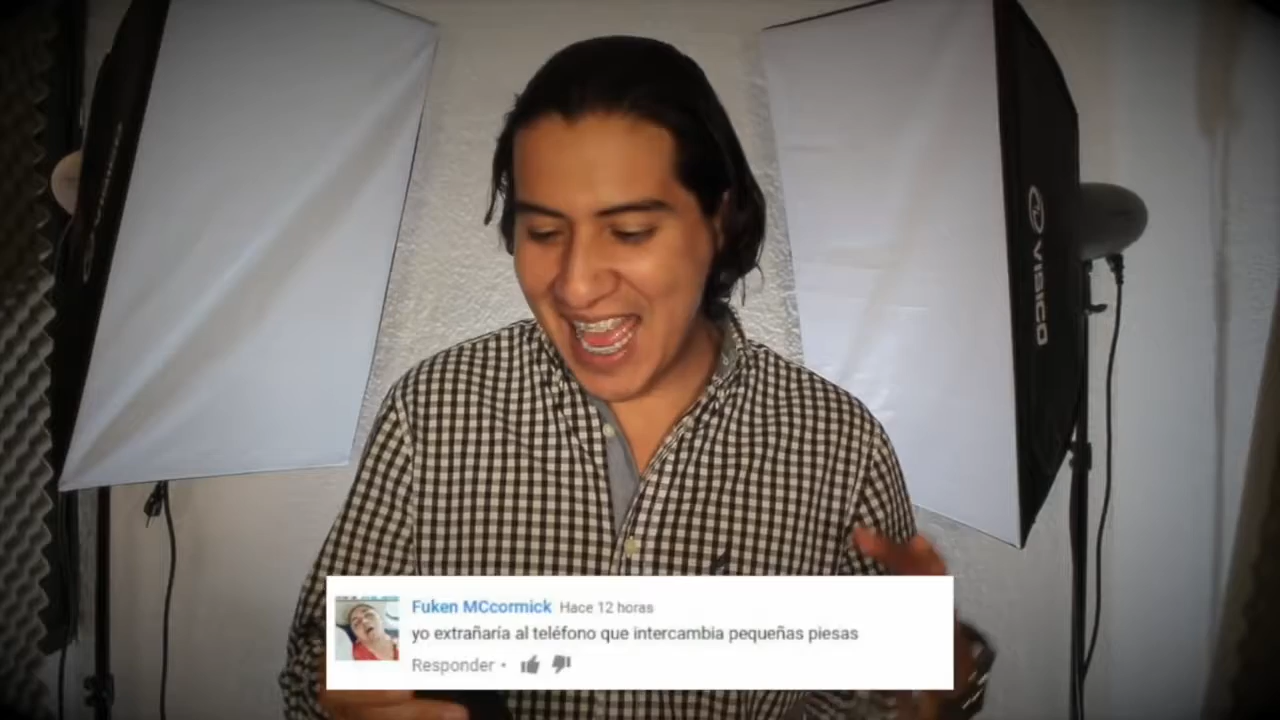 VISICO
Fuken MCcormick Hace 12 horas
yo extrañaría al teléfono que intercambia pequeñas piesas
Responder •